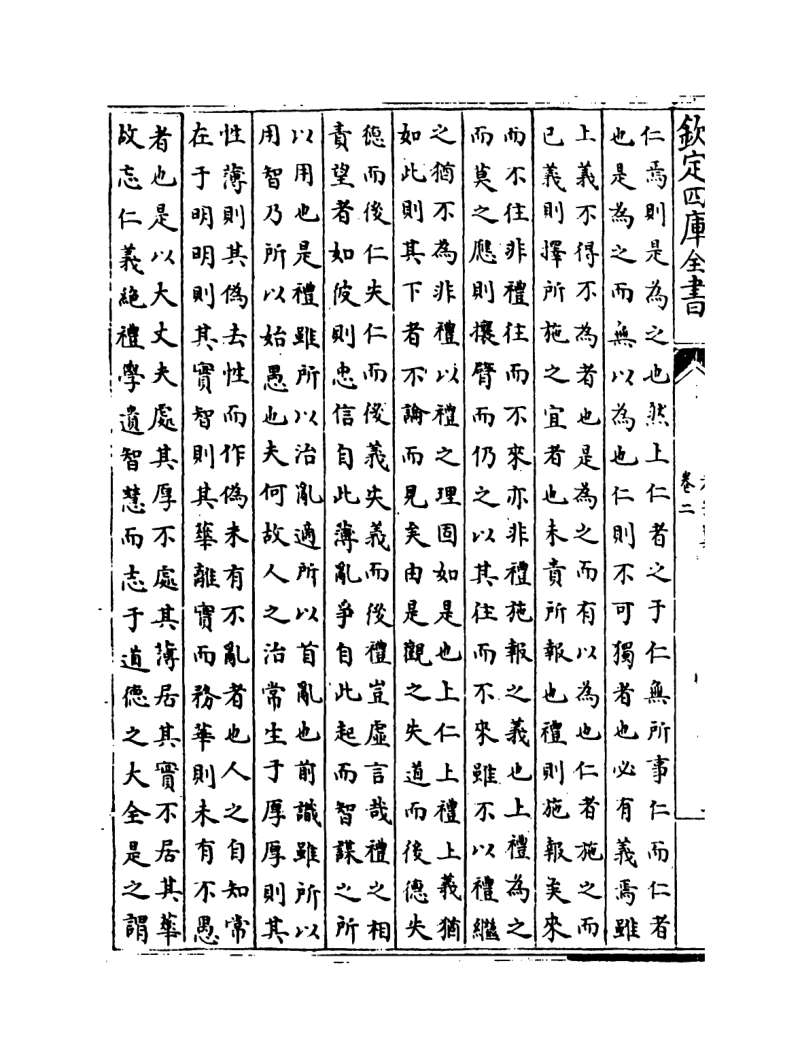 欽定四庫全書
卷二
仁焉則是為之也然上仁者之于仁無所事仁而仁者
也是為之而無以為也仁則不可獨者也必有義焉雖
上義不得不為者也是為之而有以為也仁者施之而
已義則擇所施之宜者也未責所報也禮則施報矣來
而不往非禮往而不來亦非禮施報之義也上禮為之
而莫之應則攘臂而仍之以其往而不來雖不以禮繼
之猶不為非禮以禮之理固如是也上仁上禮上義猶
如此則其下者不論而見矣由是觀之失道而後德失
德而後仁失仁而後義失義而後禮豈虛言哉禮之相
責望者如彼則忠信自此薄亂爭自此起而智謀之所
以用也是禮雖所以治亂適所以首亂也前識雖所以
用智乃所以始愚也夫何故人之治常生于厚厚則其
性薄則其偽去性而作偽未有不亂者也人之自知常
在于明明則其實智則其華離實而務華則未有不愚
者也是以大丈夫處其厚不處其薄居其實不居其華
故忘仁義絶禮學遺智慧而志于道德之大全是之謂